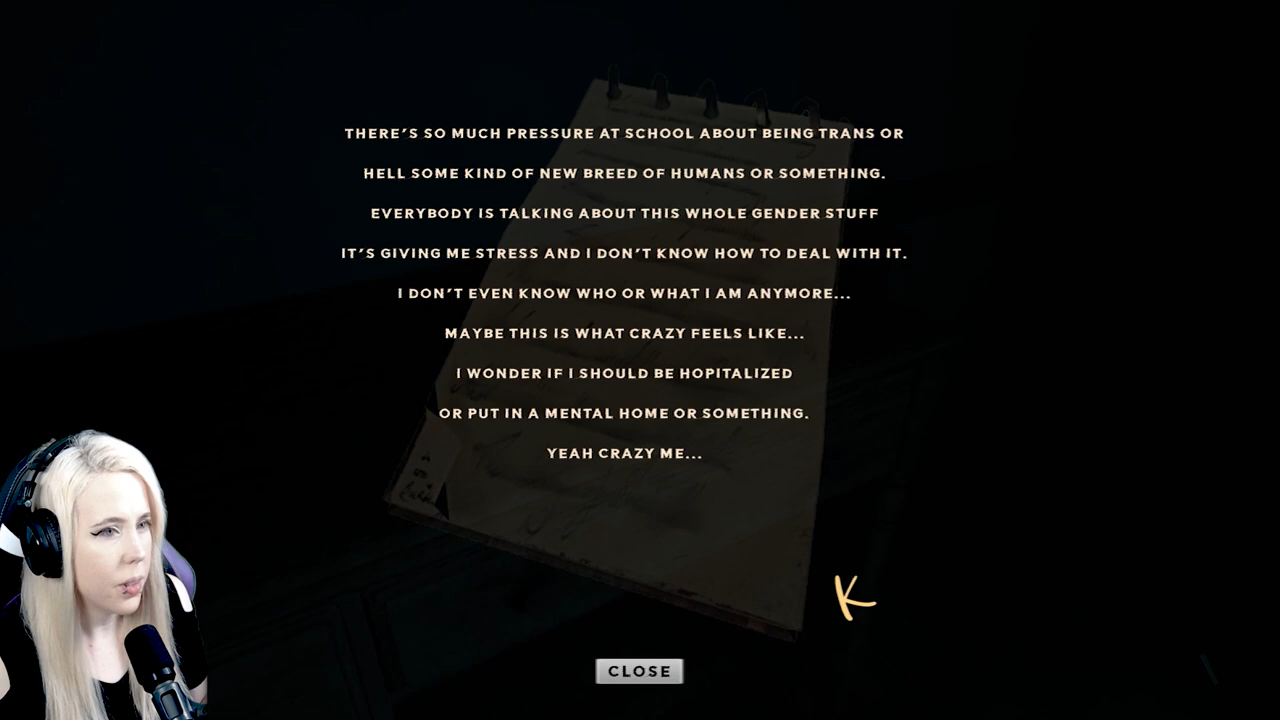 THERE'S SO MUCH PRESSURE AT SCHOOL ABOUT BEING TRANS OR
HELL SOME KIND OF NEW BREED OF HUMANS OR SOMETHING.
EVERYBODY IS TALKING ABOUT THIS WHOLE GENDER STUFF
IT'S GIVING ME STRESS AND I DON'T KNOW HOW TO DEAL WITH IT.
I DON'T EVEN KNOW WHO OR WHAT I AM ANYMORE...
MAYBE THIS IS WHAT CRAZY FEELS LIKE...
I WONDER IF I SHOULD BE HOPITALIZED
OR PUT IN A MENTAL HOME OR SOMETHING.
YEAH CRAZY ME...
K
CLOSE